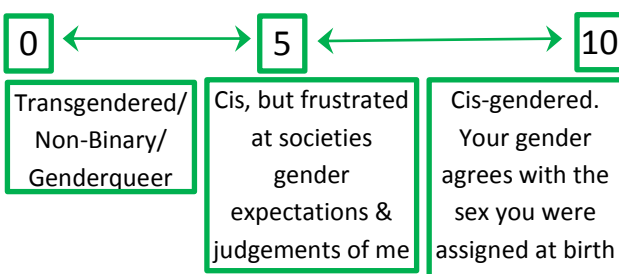 0
5
10
Transgendered/
Non-Binary/
Genderqueer
Cis, but frustrated
at societies
gender
expectations &
judgements of me
Cis-gendered.
Your gender
agrees with the
sex you were
assigned at birth